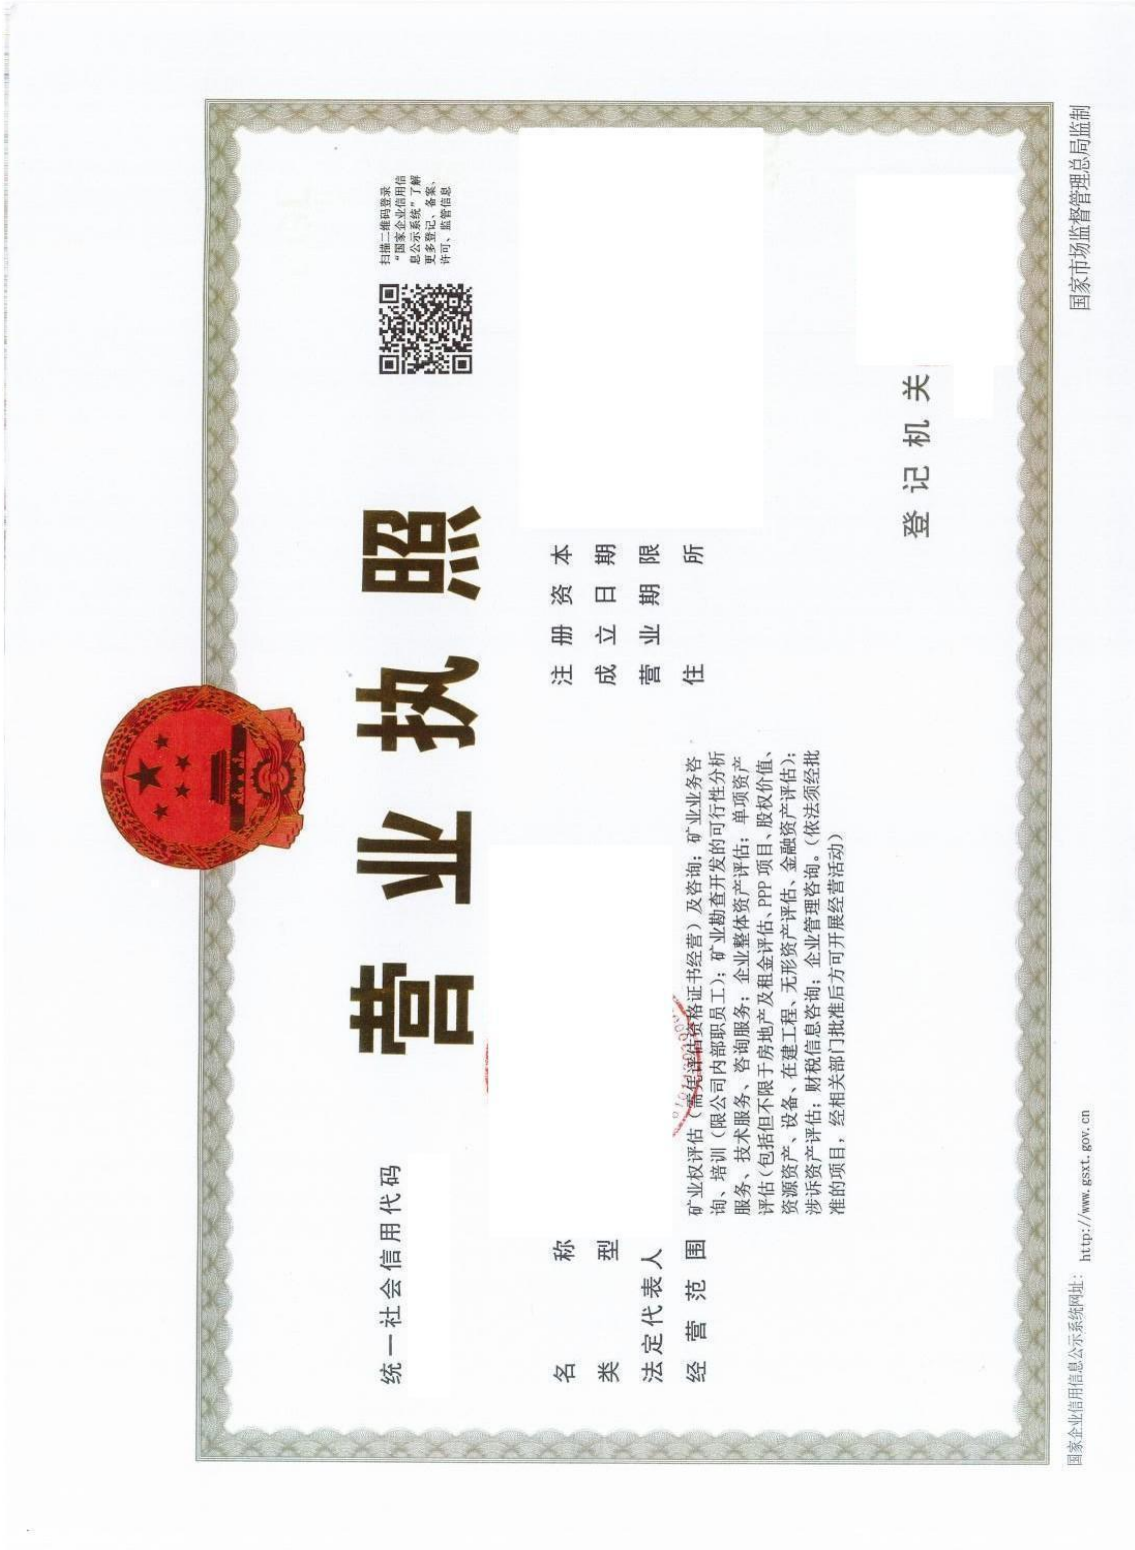 统一社会信用代码
营业执照
扫描二维码登录
“国家企业信用信
息公示系统”了解
更多登记、备案、
许可、监管信息
名称
类型
法定代表人
经营范围
矿业权评估（需凭评估资格证书经营）及咨询；矿业业务咨
询、培训（限公司内部职员工）；矿业勘查开发的可行性分析
服务、技术服务、咨询服务；企业整体资产评估；单项资产
评估（包括但不限于房地产及租金评估、PPP项目、股权价值、
资源资产、设备、在建工程、无形资产评估、金融资产评估）；
涉诉资产评估；财税信息咨询；企业管理咨询。（依法须经批
准的项目，经相关部门批准后方可开展经营活动）
注册资本
成立日期
营业期限
住所
登记机关
国家企业信用信息公示系统网址：
http://www.gsxt.gov.cn
国家市场监督管理总局监制